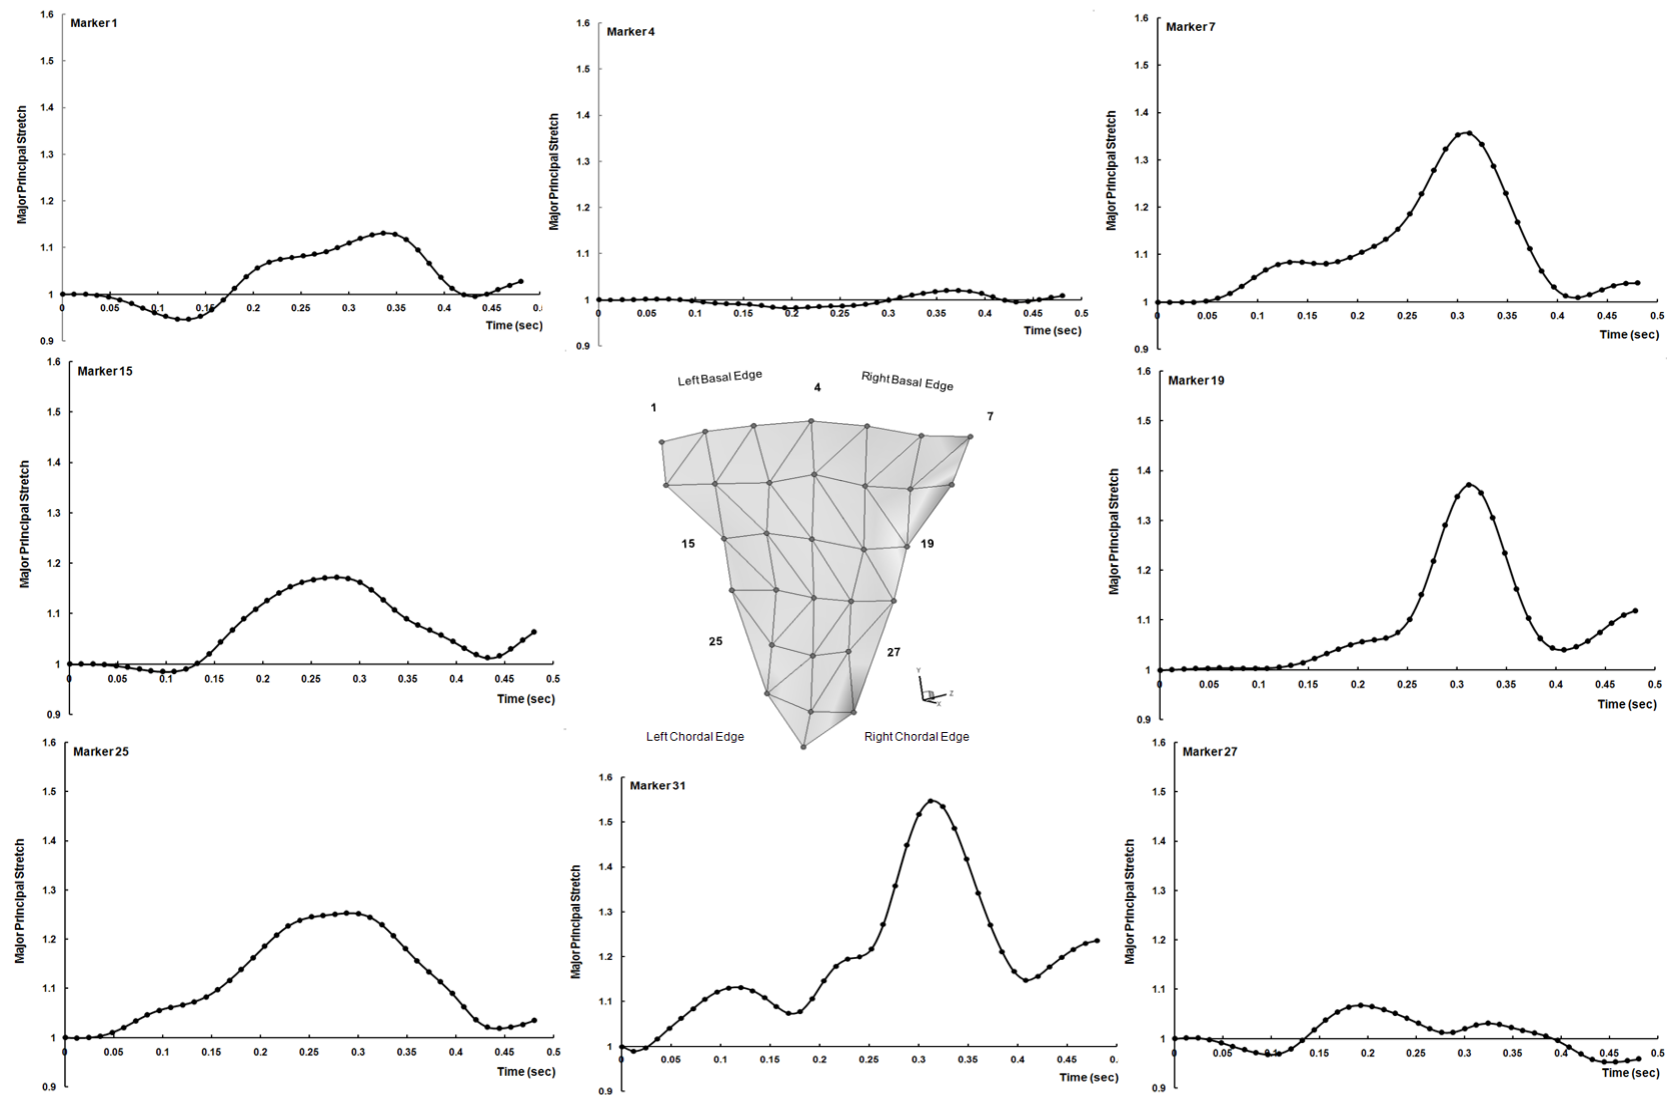 Marker 1
1.6
1.5
1.4
1.3
1.2
1.1
1
0.9
Major Principal Stretch
0 0.05 0.1 0.15 0.2 0.25 0.3 0.35 0.4 0.45 0.
Time (sec)
Marker 4
1.6
1.5
1.4
1.3
1.2
1.1
1
0.9
Major Principal Stretch
0 0.05 0.1 0.15 0.2 0.25 0.3 0.35 0.4 0.45 0.5
Time (sec)
Marker 7
1.6
1.5
1.4
1.3
1.2
1.1
1
0.9
Major Principal Stretch
0 0.05 0.1 0.15 0.2 0.25 0.3 0.35 0.4 0.45 0.5
Time (sec)
Marker 15
1.6
1.5
1.4
1.3
1.2
1.1
1
0.9
Major Principal Stretch
0 0.05 0.1 0.15 0.2 0.25 0.3 0.35 0.4 0.45 0.5
Time (sec)
Left Basal Edge
Right Basal Edge
1
4
7
15
19
25
27
Y
Z
X
Left Chordal Edge
Right Chordal Edge
Marker 19
1.6
1.5
1.4
1.3
1.2
1.1
1
0.9
Major Principal Stretch
0 0.05 0.1 0.15 0.2 0.25 0.3 0.35 0.4 0.45 0.5
Time (sec)
Marker 25
1.6
1.5
1.4
1.3
1.2
1.1
1
0.9
Major Principal Stretch
0 0.05 0.1 0.15 0.2 0.25 0.3 0.35 0.4 0.45 0.5
Time (sec)
Marker 31
1.6
1.5
1.4
1.3
1.2
1.1
1
0.9
Major Principal Stretch
0 0.05 0.1 0.15 0.2 0.25 0.3 0.35 0.4 0.45 0.5
Time (sec)
Marker 27
1.6
1.5
1.4
1.3
1.2
1.1
1
0.9
Major Principal Stretch
0 0.05 0.1 0.15 0.2 0.25 0.3 0.35 0.4 0.45 0.5
Time (sec)